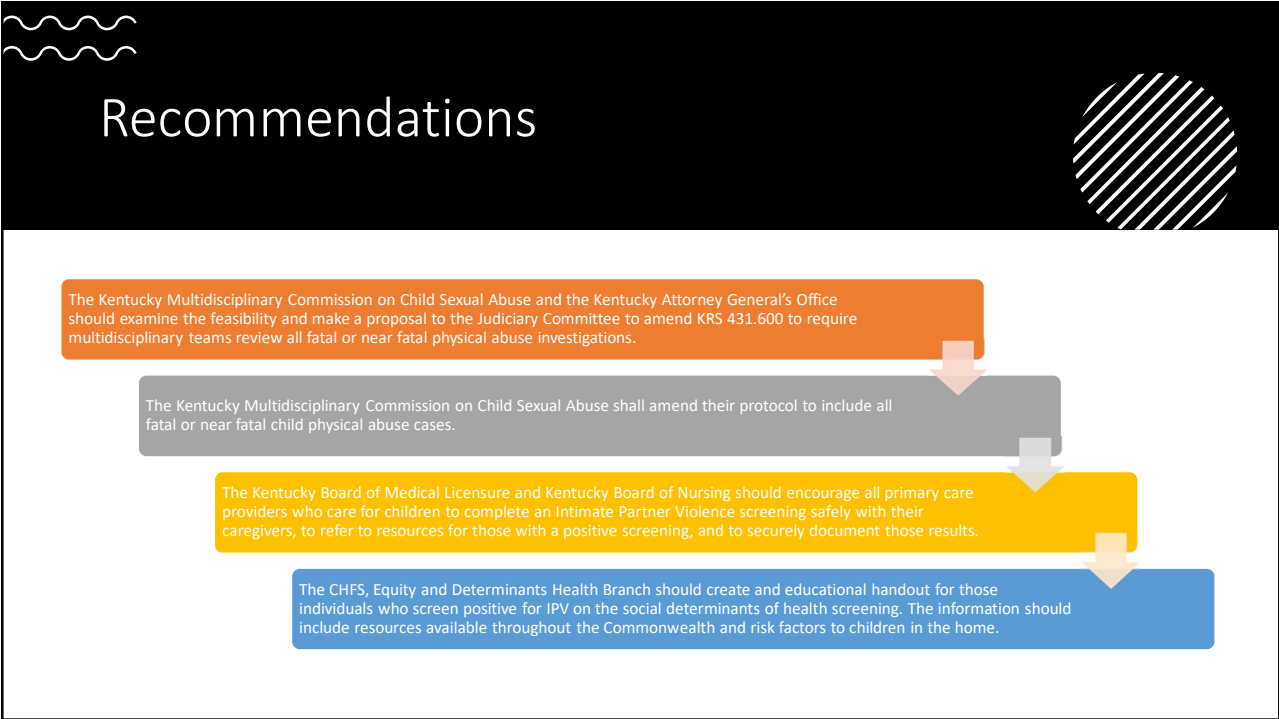 Recommendations
The Kentucky Multidisciplinary Commission on Child Sexual Abuse and the Kentucky Attorney General’s Office
should examine the feasibility and make a proposal to the Judiciary Committee to amend KRS 431.600 to require
multidisciplinary teams review all fatal or near fatal physical abuse investigations.
The Kentucky Multidisciplinary Commission on Child Sexual Abuse shall amend their protocol to include all
fatal or near fatal child physical abuse cases.
The Kentucky Board of Medical Licensure and Kentucky Board of Nursing should encourage all primary care
providers who care for children to complete an Intimate Partner Violence screening safely with their
caregivers, to refer to resources for those with a positive screening, and to securely document those results.
The CHFS, Equity and Determinants Health Branch should create and educational handout for those
individuals who screen positive for IPV on the social determinants of health screening. The information should
include resources available throughout the Commonwealth and risk factors to children in the home.